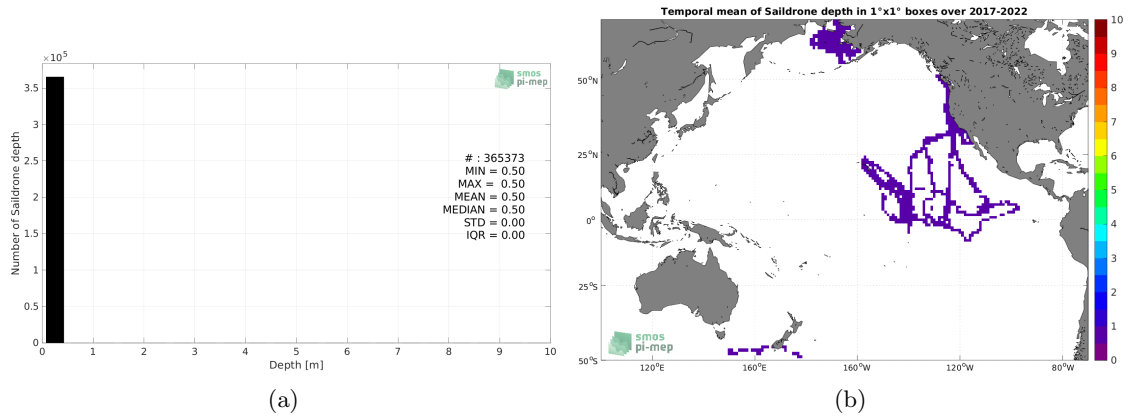 ×10⁵
Number of Saildrone depth
3.5
3
2.5
2
1.5
1
0.5
0
0 1 2 3 4 5 6 7 8 9 10
Depth [m]
smos
pi-mep
# : 365373
MIN = 0.50
MAX = 0.50
MEAN = 0.50
MEDIAN = 0.50
STD = 0.00
IQR = 0.00
(a)
Temporal mean of Saildrone depth in 1°x1° boxes over 2017-2022
50°N
25°N
0°
25°S
50°S
120°E 160°E 160°W 120°W 80°W
smos
pi-mep
10
9
8
7
6
5
4
3
2
1
0
(b)